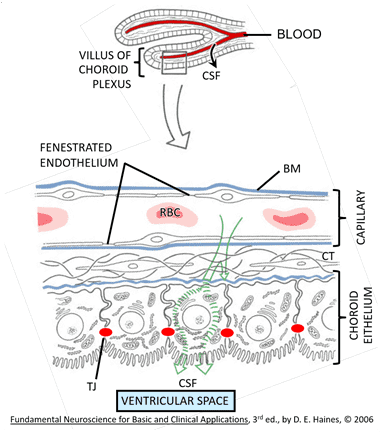 BLOOD
VILLUS OF
CHOROID
PLEXUS
CSF
FENESTRATED
ENDOTHELIUM
BM
RBC
CAPILLARY
CT
CHOROID
EITHELIUM
TJ
CSF
VENTRICULAR SPACE
Fundamental Neuroscience for Basic and Clinical Applications, 3rd ed., by D. E. Haines, © 2006